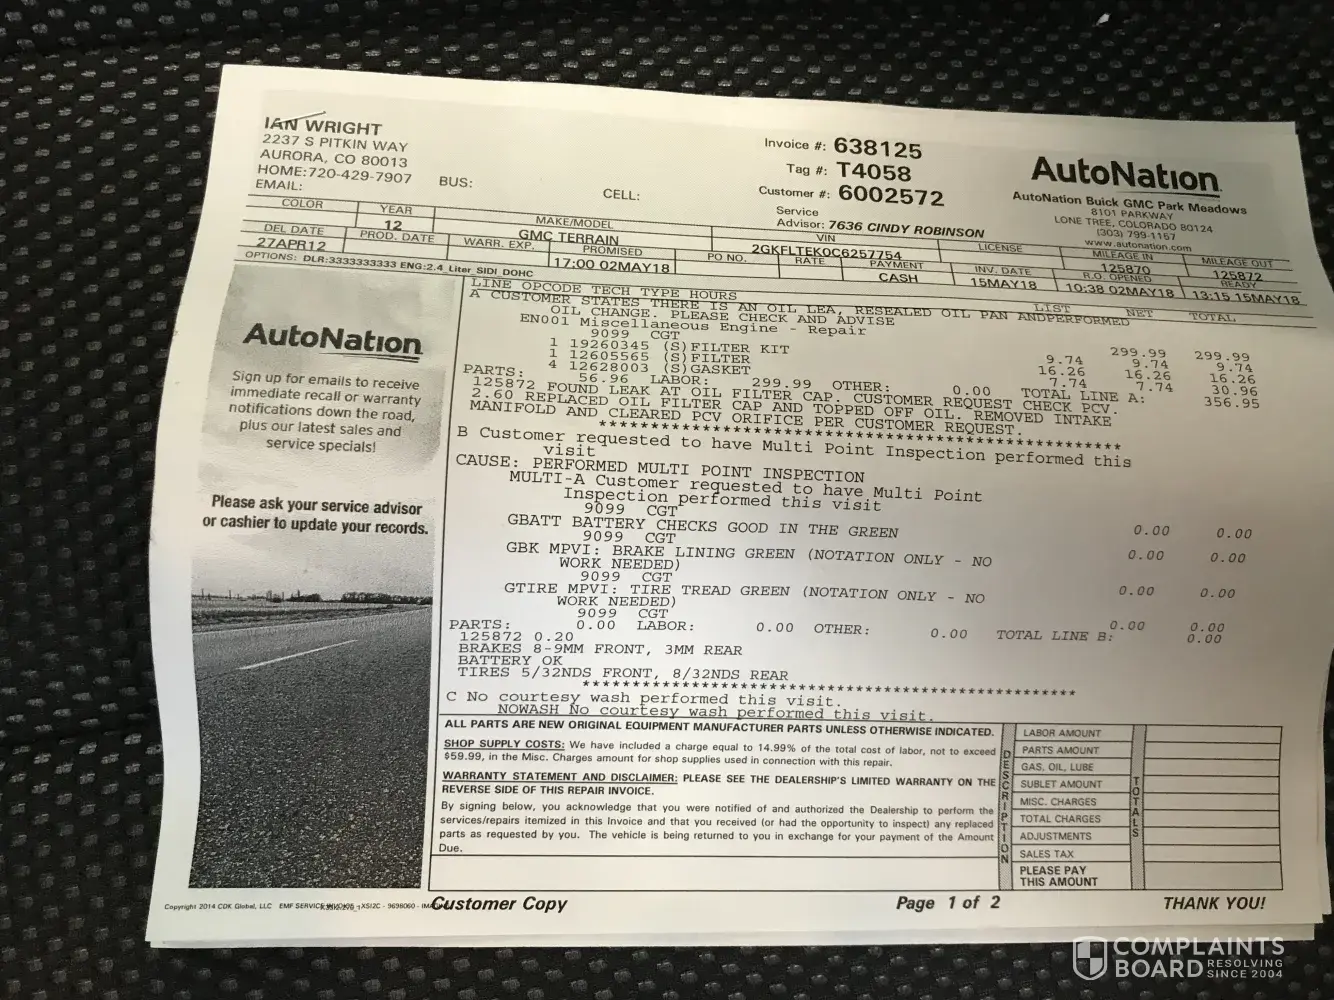 IAN WRIGHT
2237 S PITKIN WAY
AURORA, CO 80013
HOME:720-429-7907
EMAIL:
BUS:
CELL:
Invoice #: 638125
Tag #: T4058
Customer #: 6002572
Service
Advisor: 7636 CINDY ROBINSON
AutoNation
AutoNation Buick GMC Park Meadows
8101 PARKWAY
LONE TREE, COLORADO 80124
(303) 799-1157
www.autonation.com
COLOR YEAR MAKE/MODEL VIN LICENSE MILEAGE IN MILEAGE OUT
12 GMC TERRAIN 2GKFLTEK0C6257754 125870 125872
DEL DATE PROD. DATE WARR. EXP. PROMISED PO NO. RATE PAYMENT INV. DATE R.O. OPENED READY
27APR12 17:00 02MAY18 CASH 15MAY18 10:38 02MAY18 13:15 15MAY18
OPTIONS: DLR:3333333333 ENG:2.4_Liter_SIDI_DOHC
LINE OPCODE TECH TYPE HOURS LIST NET TOTAL
A CUSTOMER STATES THERE IS AN OIL LEA, RESEALED OIL PAN ANDPERFORMED
OIL CHANGE. PLEASE CHECK AND ADVISE
EN001 Miscellaneous Engine - Repair
9099 CGT 299.99 299.99
1 19260345 (S)FILTER KIT 9.74 9.74 9.74
1 12605565 (S)FILTER 16.26 16.26 16.26
4 12628003 (S)GASKET 7.74 7.74 30.96
PARTS: 56.96 LABOR: 299.99 OTHER: 0.00 TOTAL LINE A: 356.95
125872 FOUND LEAK AT OIL FILTER CAP. CUSTOMER REQUEST CHECK PCV.
2.60 REPLACED OIL FILTER CAP AND TOPPED OFF OIL. REMOVED INTAKE
MANIFOLD AND CLEARED PCV ORIFICE PER CUSTOMER REQUEST.
****************************************************
B Customer requested to have Multi Point Inspection performed this
visit
CAUSE: PERFORMED MULTI POINT INSPECTION
MULTI-A Customer requested to have Multi Point
Inspection performed this visit
9099 CGT 0.00 0.00
GBATT BATTERY CHECKS GOOD IN THE GREEN
9099 CGT 0.00 0.00
GBK MPVI: BRAKE LINING GREEN (NOTATION ONLY - NO
WORK NEEDED)
9099 CGT 0.00 0.00
GTIRE MPVI: TIRE TREAD GREEN (NOTATION ONLY - NO
WORK NEEDED)
9099 CGT 0.00 0.00
PARTS: 0.00 LABOR: 0.00 OTHER: 0.00 TOTAL LINE B: 0.00
125872 0.20
BRAKES 8-9MM FRONT, 3MM REAR
BATTERY OK
TIRES 5/32NDS FRONT, 8/32NDS REAR
****************************************************
C No courtesy wash performed this visit.
NOWASH No courtesy wash performed this visit.
AutoNation
Sign up for emails to receive
immediate recall or warranty
notifications down the road,
plus our latest sales and
service specials!
Please ask your service advisor
or cashier to update your records.
ALL PARTS ARE NEW ORIGINAL EQUIPMENT MANUFACTURER PARTS UNLESS OTHERWISE INDICATED.
SHOP SUPPLY COSTS: We have included a charge equal to 14.99% of the total cost of labor, not to exceed
$59.99, in the Misc. Charges amount for shop supplies used in connection with this repair.
WARRANTY STATEMENT AND DISCLAIMER: PLEASE SEE THE DEALERSHIP'S LIMITED WARRANTY ON THE
REVERSE SIDE OF THIS REPAIR INVOICE.
By signing below, you acknowledge that you were notified of and authorized the Dealership to perform the
services/repairs itemized in this Invoice and that you received (or had the opportunity to inspect) any replaced
parts as requested by you. The vehicle is being returned to you in exchange for your payment of the Amount
Due.
DESCRIPTION
LABOR AMOUNT
PARTS AMOUNT
GAS, OIL, LUBE
SUBLET AMOUNT
MISC. CHARGES
TOTAL CHARGES
ADJUSTMENTS
SALES TAX
PLEASE PAY
THIS AMOUNT
TOTALS
Copyright 2014 CDK Global, LLC EMF SERVICE
Customer Copy
Page 1 of 2
THANK YOU!
COMPLAINTS
BOARD RESOLVING
SINCE 2004